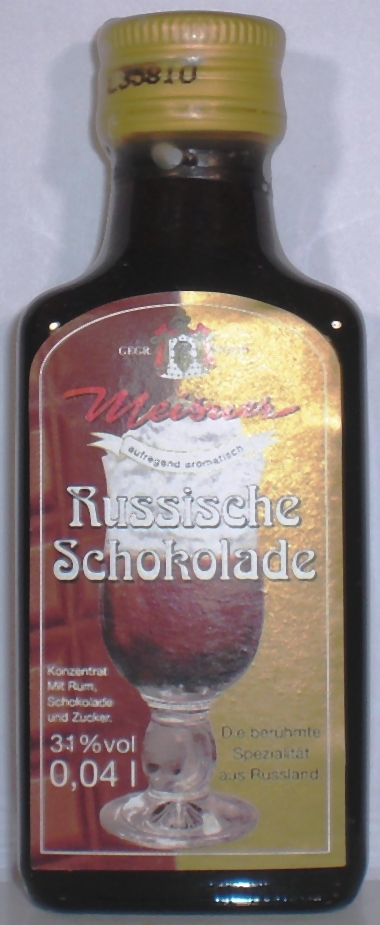 L35810
GEGR.
Meisner
aufregend aromatisch
Russische
Schokolade
Konzentrat
Mit Rum,
Schokolade
und Zucker.
31%vol
0,04 l
Die berühmte
Spezialität
aus Russland